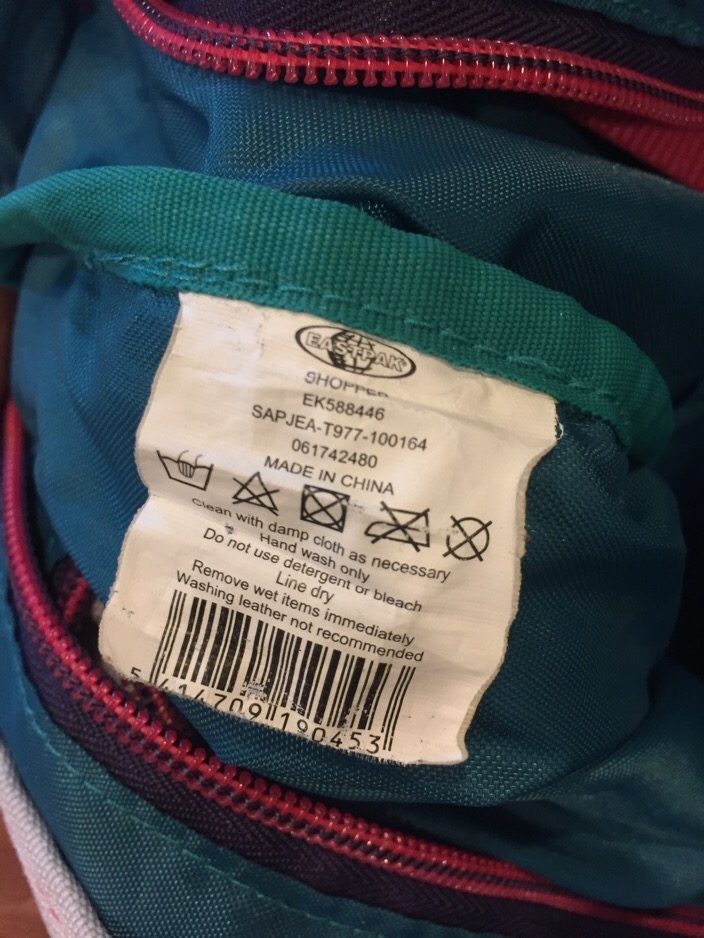 EASTPAK®
SHOPPER
EK588446
SAPJEA-T977-100164
061742480
MADE IN CHINA
Clean with damp cloth as necessary
Hand wash only
Do not use detergent or bleach
Line dry
Remove wet items immediately
Washing leather not recommended
5 414709 190453